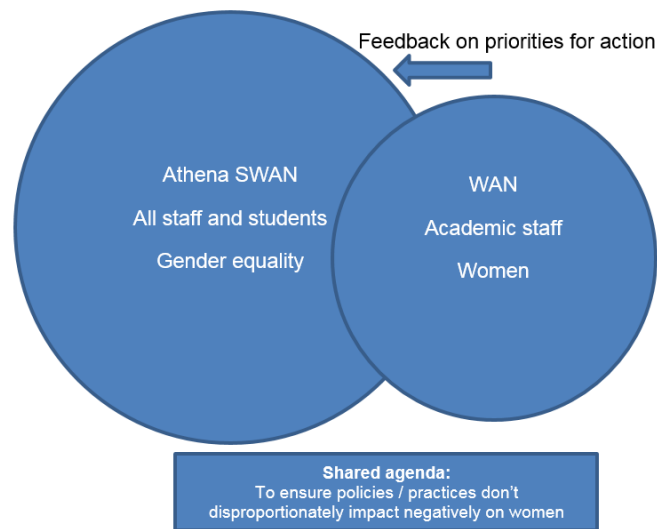 Feedback on priorities for action
Athena SWAN
All staff and students
Gender equality
WAN
Academic staff
Women
Shared agenda:
To ensure policies / practices don’t
disproportionately impact negatively on women